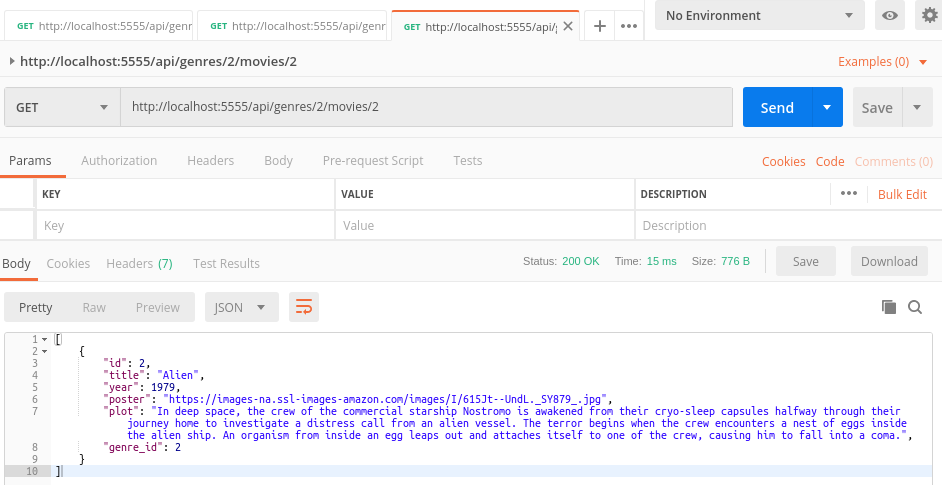 GET http://localhost:5555/api/genr GET http://localhost:5555/api/genr GET http://localhost:5555/api/g No Environment
http://localhost:5555/api/genres/2/movies/2 Examples (0)
GET http://localhost:5555/api/genres/2/movies/2 Send Save
Params Authorization Headers Body Pre-request Script Tests Cookies Code Comments (0)
KEY VALUE DESCRIPTION Bulk Edit
Key Value Description
Body Cookies Headers (7) Test Results Status: 200 OK Time: 15 ms Size: 776 B Save Download
Pretty Raw Preview JSON
1 [
2 {
3 "id": 2,
4 "title": "Alien",
5 "year": 1979,
6 "poster": "https://images-na.ssl-images-amazon.com/images/I/615Jt--UndL._SY879_.jpg",
7 "plot": "In deep space, the crew of the commercial starship Nostromo is awakened from their cryo-sleep capsules halfway through their
journey home to investigate a distress call from an alien vessel. The terror begins when the crew encounters a nest of eggs inside
the alien ship. An organism from inside an egg leaps out and attaches itself to one of the crew, causing him to fall into a coma.",
8 "genre_id": 2
9 }
10 ]